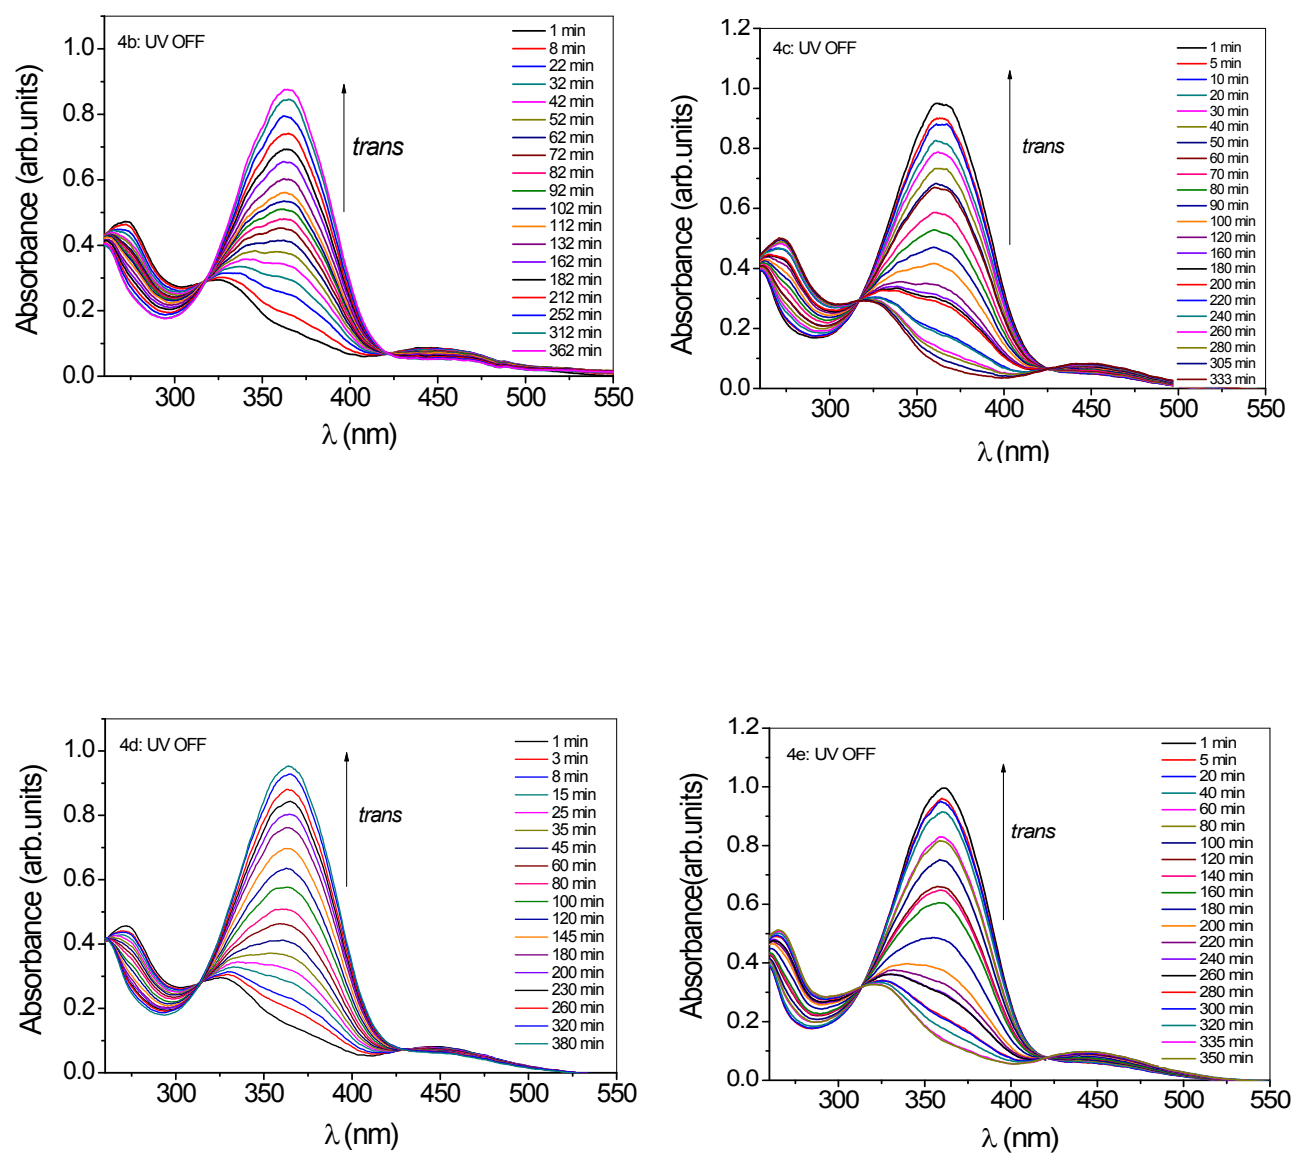 4b: UV OFF
1 min
8 min
22 min
32 min
42 min
52 min
62 min
72 min
82 min
92 min
102 min
112 min
132 min
162 min
182 min
212 min
252 min
312 min
362 min
trans
Absorbance (arb.units)
1.0
0.8
0.6
0.4
0.2
0.0
300 350 400 450 500 550
λ (nm)
4c: UV OFF
1 min
5 min
10 min
20 min
30 min
40 min
50 min
60 min
70 min
80 min
90 min
100 min
120 min
160 min
180 min
200 min
220 min
240 min
260 min
280 min
305 min
333 min
trans
Absorbance (arb.units)
1.2
1.0
0.8
0.6
0.4
0.2
0.0
300 350 400 450 500 550
λ (nm)
4d: UV OFF
1 min
3 min
8 min
15 min
25 min
35 min
45 min
60 min
80 min
100 min
120 min
145 min
180 min
200 min
230 min
260 min
320 min
380 min
trans
Absorbance (arb.units)
1.0
0.8
0.6
0.4
0.2
0.0
300 350 400 450 500 550
λ (nm)
4e: UV OFF
1 min
5 min
20 min
40 min
60 min
80 min
100 min
120 min
140 min
160 min
180 min
200 min
220 min
240 min
260 min
280 min
300 min
320 min
335 min
350 min
trans
Absorbance(arb.units)
1.2
1.0
0.8
0.6
0.4
0.2
0.0
300 350 400 450 500 550
λ (nm)